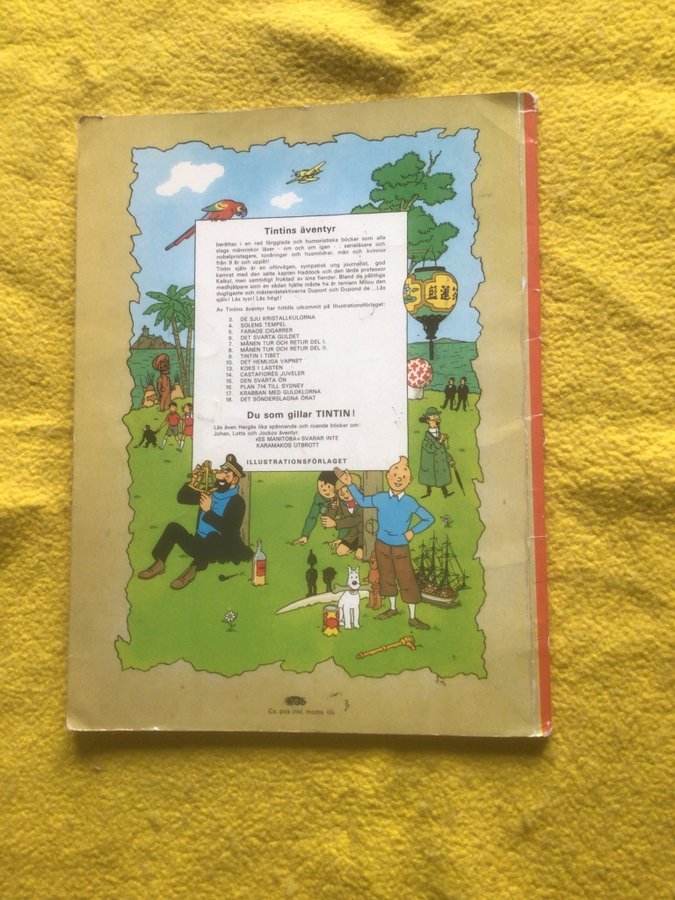 Tintins äventyr
berättas i en rad färgglada och humoristiska böcker som alla
slags människor läser - om och om igen - : serieläsare och
nobelpristagare, tonåringar och husmödrar, män och kvinnor
från 9 år och uppåt!
Tintin själv är en oförvägen, sympatisk ung journalist, god
kamrat med den salte kapten Haddock och den lärde professor
Kalkyl, men samtidigt fruktad av sina fiender. Bland de pålitliga
medhjälpare som en sådan hjälte måste ha är terriern Milou den
dugligaste och mästerdetektiverna Dupont och Dupond de... Läs
själv! Läs tyst! Läs högt!
Av Tintins äventyr har hittills utkommit på Illustrationsförlaget:
3. DE SJU KRISTALLKULORNA
4. SOLENS TEMPEL
5. FARAOS CIGARRER
6. DET SVARTA GULDET
7. MÅNEN TUR OCH RETUR DEL I.
8. MÅNEN TUR OCH RETUR DEL II.
9. TINTIN I TIBET
10. DET HEMLIGA VAPNET
13. KOKS I LASTEN
14. CASTAFIORES JUVELER
15. DEN SVARTA ÖN
16. PLAN 714 TILL SYDNEY
17. KRABBAN MED GULDKLORNA
18. DET SÖNDERSLAGNA ÖRAT
Du som gillar TINTIN!
Läs även Hergés lika spännande och roande böcker om:
Johan, Lotta och Jockos äventyr.
»SS MANITOBA» SVARAR INTE
KARAMAKOS UTBROTT
ILLUSTRATIONSFÖRLAGET
Ca. pris inkl. moms